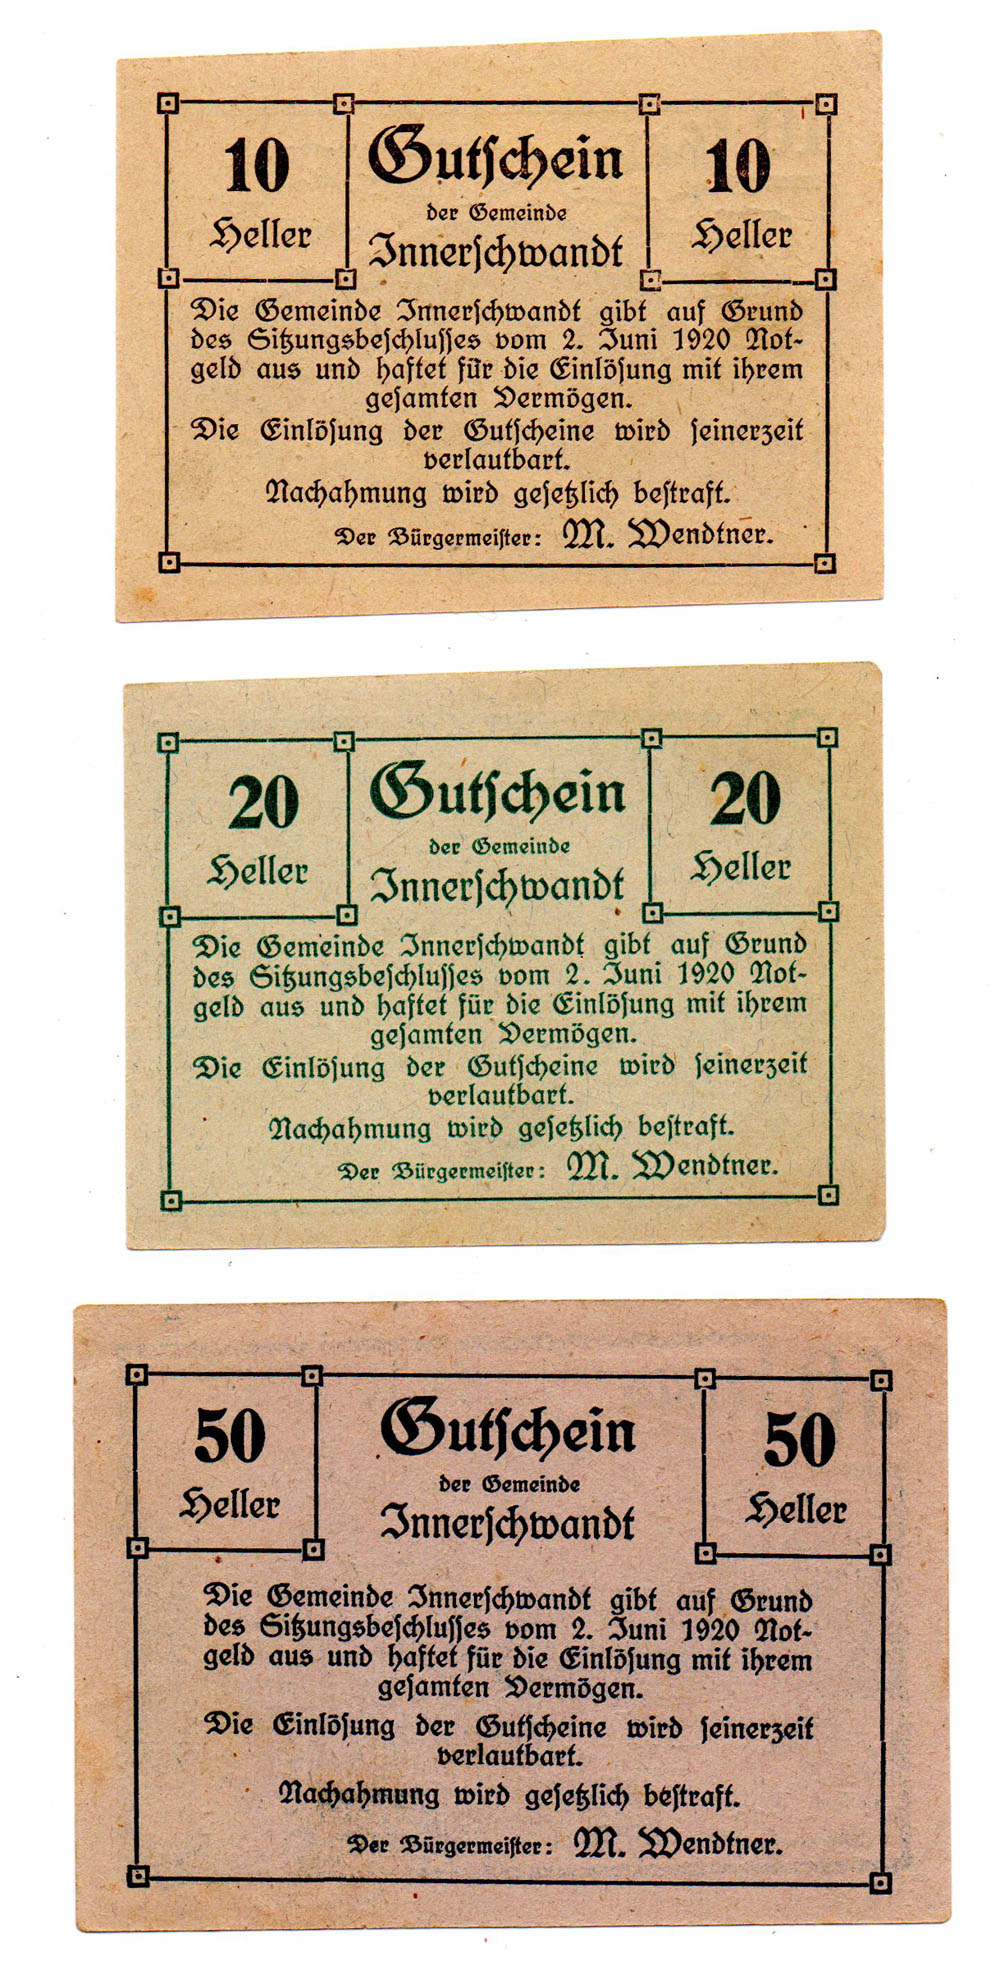 10
Heller
Gutschein
der Gemeinde
Innerschwandt
10
Heller
Die Gemeinde Innerschwandt gibt auf Grund
des Sitzungsbeschlusses vom 2. Juni 1920 Not-
geld aus und haftet für die Einlösung mit ihrem
gesamten Vermögen.
Die Einlösung der Gutscheine wird seinerzeit
verlautbart.
Nachahmung wird gesetzlich bestraft.
Der Bürgermeister: M. Wendtner.
20
Heller
Gutschein
der Gemeinde
Innerschwandt
20
Heller
Die Gemeinde Innerschwandt gibt auf Grund
des Sitzungsbeschlusses vom 2. Juni 1920 Not-
geld aus und haftet für die Einlösung mit ihrem
gesamten Vermögen.
Die Einlösung der Gutscheine wird seinerzeit
verlautbart.
Nachahmung wird gesetzlich bestraft.
Der Bürgermeister: M. Wendtner.
50
Heller
Gutschein
der Gemeinde
Innerschwandt
50
Heller
Die Gemeinde Innerschwandt gibt auf Grund
des Sitzungsbeschlusses vom 2. Juni 1920 Not-
geld aus und haftet für die Einlösung mit ihrem
gesamten Vermögen.
Die Einlösung der Gutscheine wird seinerzeit
verlautbart.
Nachahmung wird gesetzlich bestraft.
Der Bürgermeister: M. Wendtner.